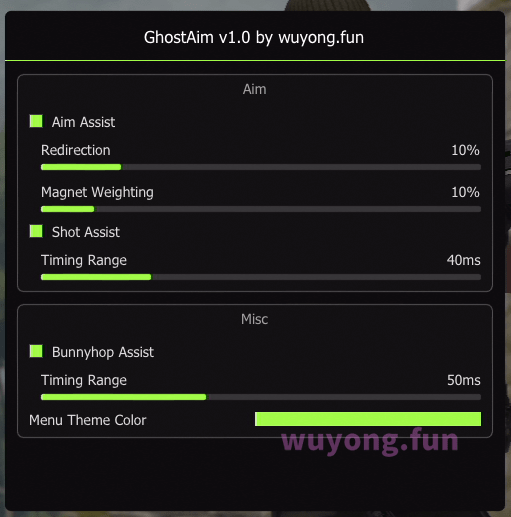 GhostAim v1.0 by wuyong.fun
Aim
Aim Assist
Redirection 10%
Magnet Weighting 10%
Shot Assist
Timing Range 40ms
Misc
Bunnyhop Assist
Timing Range 50ms
Menu Theme Color
wuyong.fun